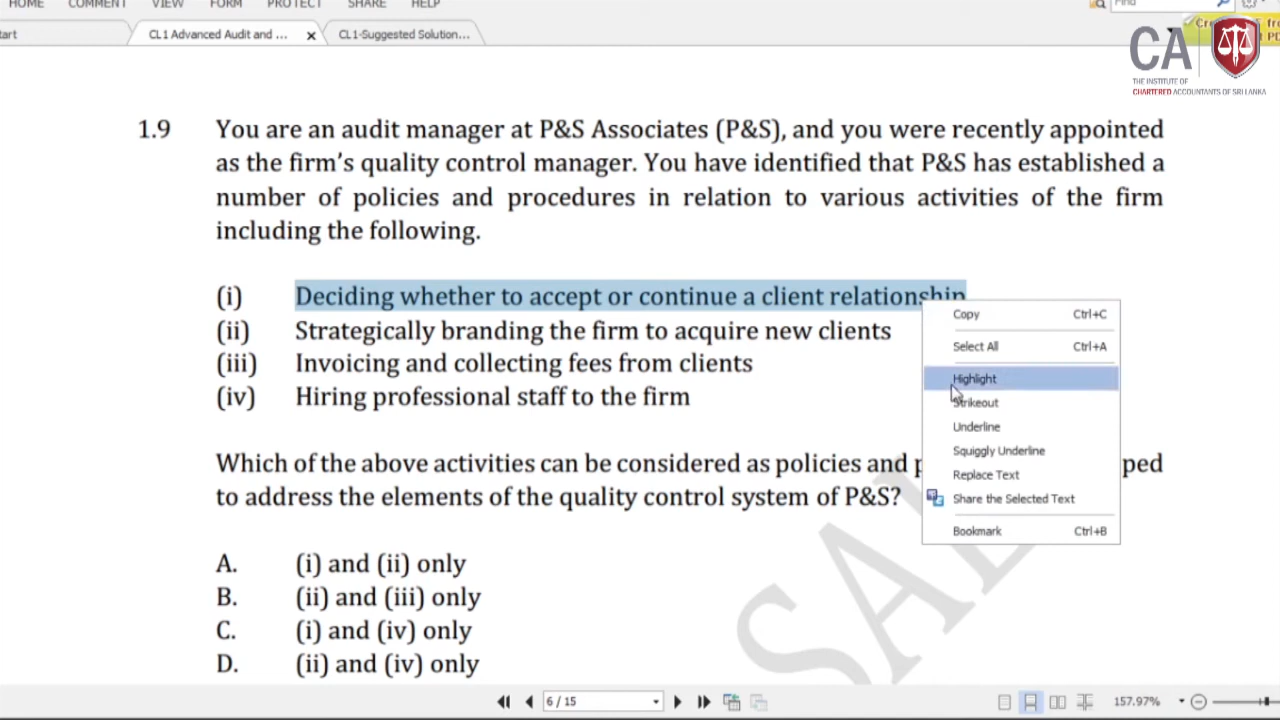 HOME COMMENT VIEW FORM PROTECT SHARE HELP
Find
CL1 Advanced Audit and ... CL1-Suggested Solution...
CA
THE INSTITUTE OF
CHARTERED ACCOUNTANTS OF SRI LANKA
1.9 You are an audit manager at P&S Associates (P&S), and you were recently appointed
as the firm's quality control manager. You have identified that P&S has established a
number of policies and procedures in relation to various activities of the firm
including the following.
(i) Deciding whether to accept or continue a client relationship
(ii) Strategically branding the firm to acquire new clients
(iii) Invoicing and collecting fees from clients
(iv) Hiring professional staff to the firm
Which of the above activities can be considered as policies and
to address the elements of the quality control system of P&S?
A. (i) and (ii) only
B. (ii) and (iii) only
C. (i) and (iv) only
D. (ii) and (iv) only
Copy Ctrl+C
Select All Ctrl+A
Highlight
Strikeout
Underline
Squiggly Underline
Replace Text
Share the Selected Text
Bookmark Ctrl+B
6 / 15
157.97%